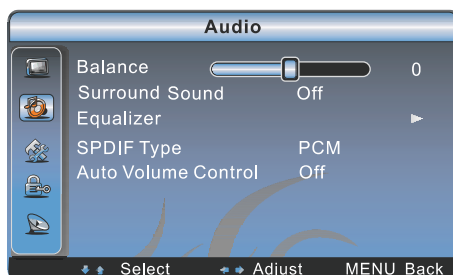 Audio
Balance 0
Surround Sound Off
Equalizer
SPDIF Type PCM
Auto Volume Control Off
Select Adjust MENU Back